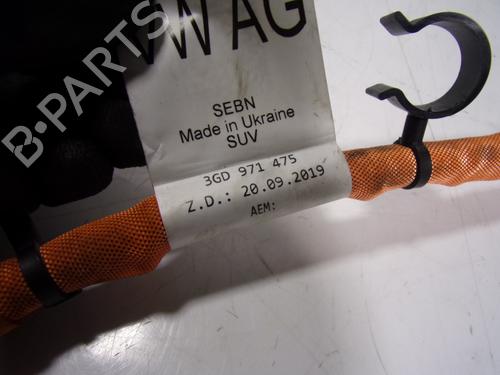 VW AG
SEBN
Made in Ukraine
SUV
3GD 971 475
Z.D.: 20.09.2019
AEM:
B-PARTS